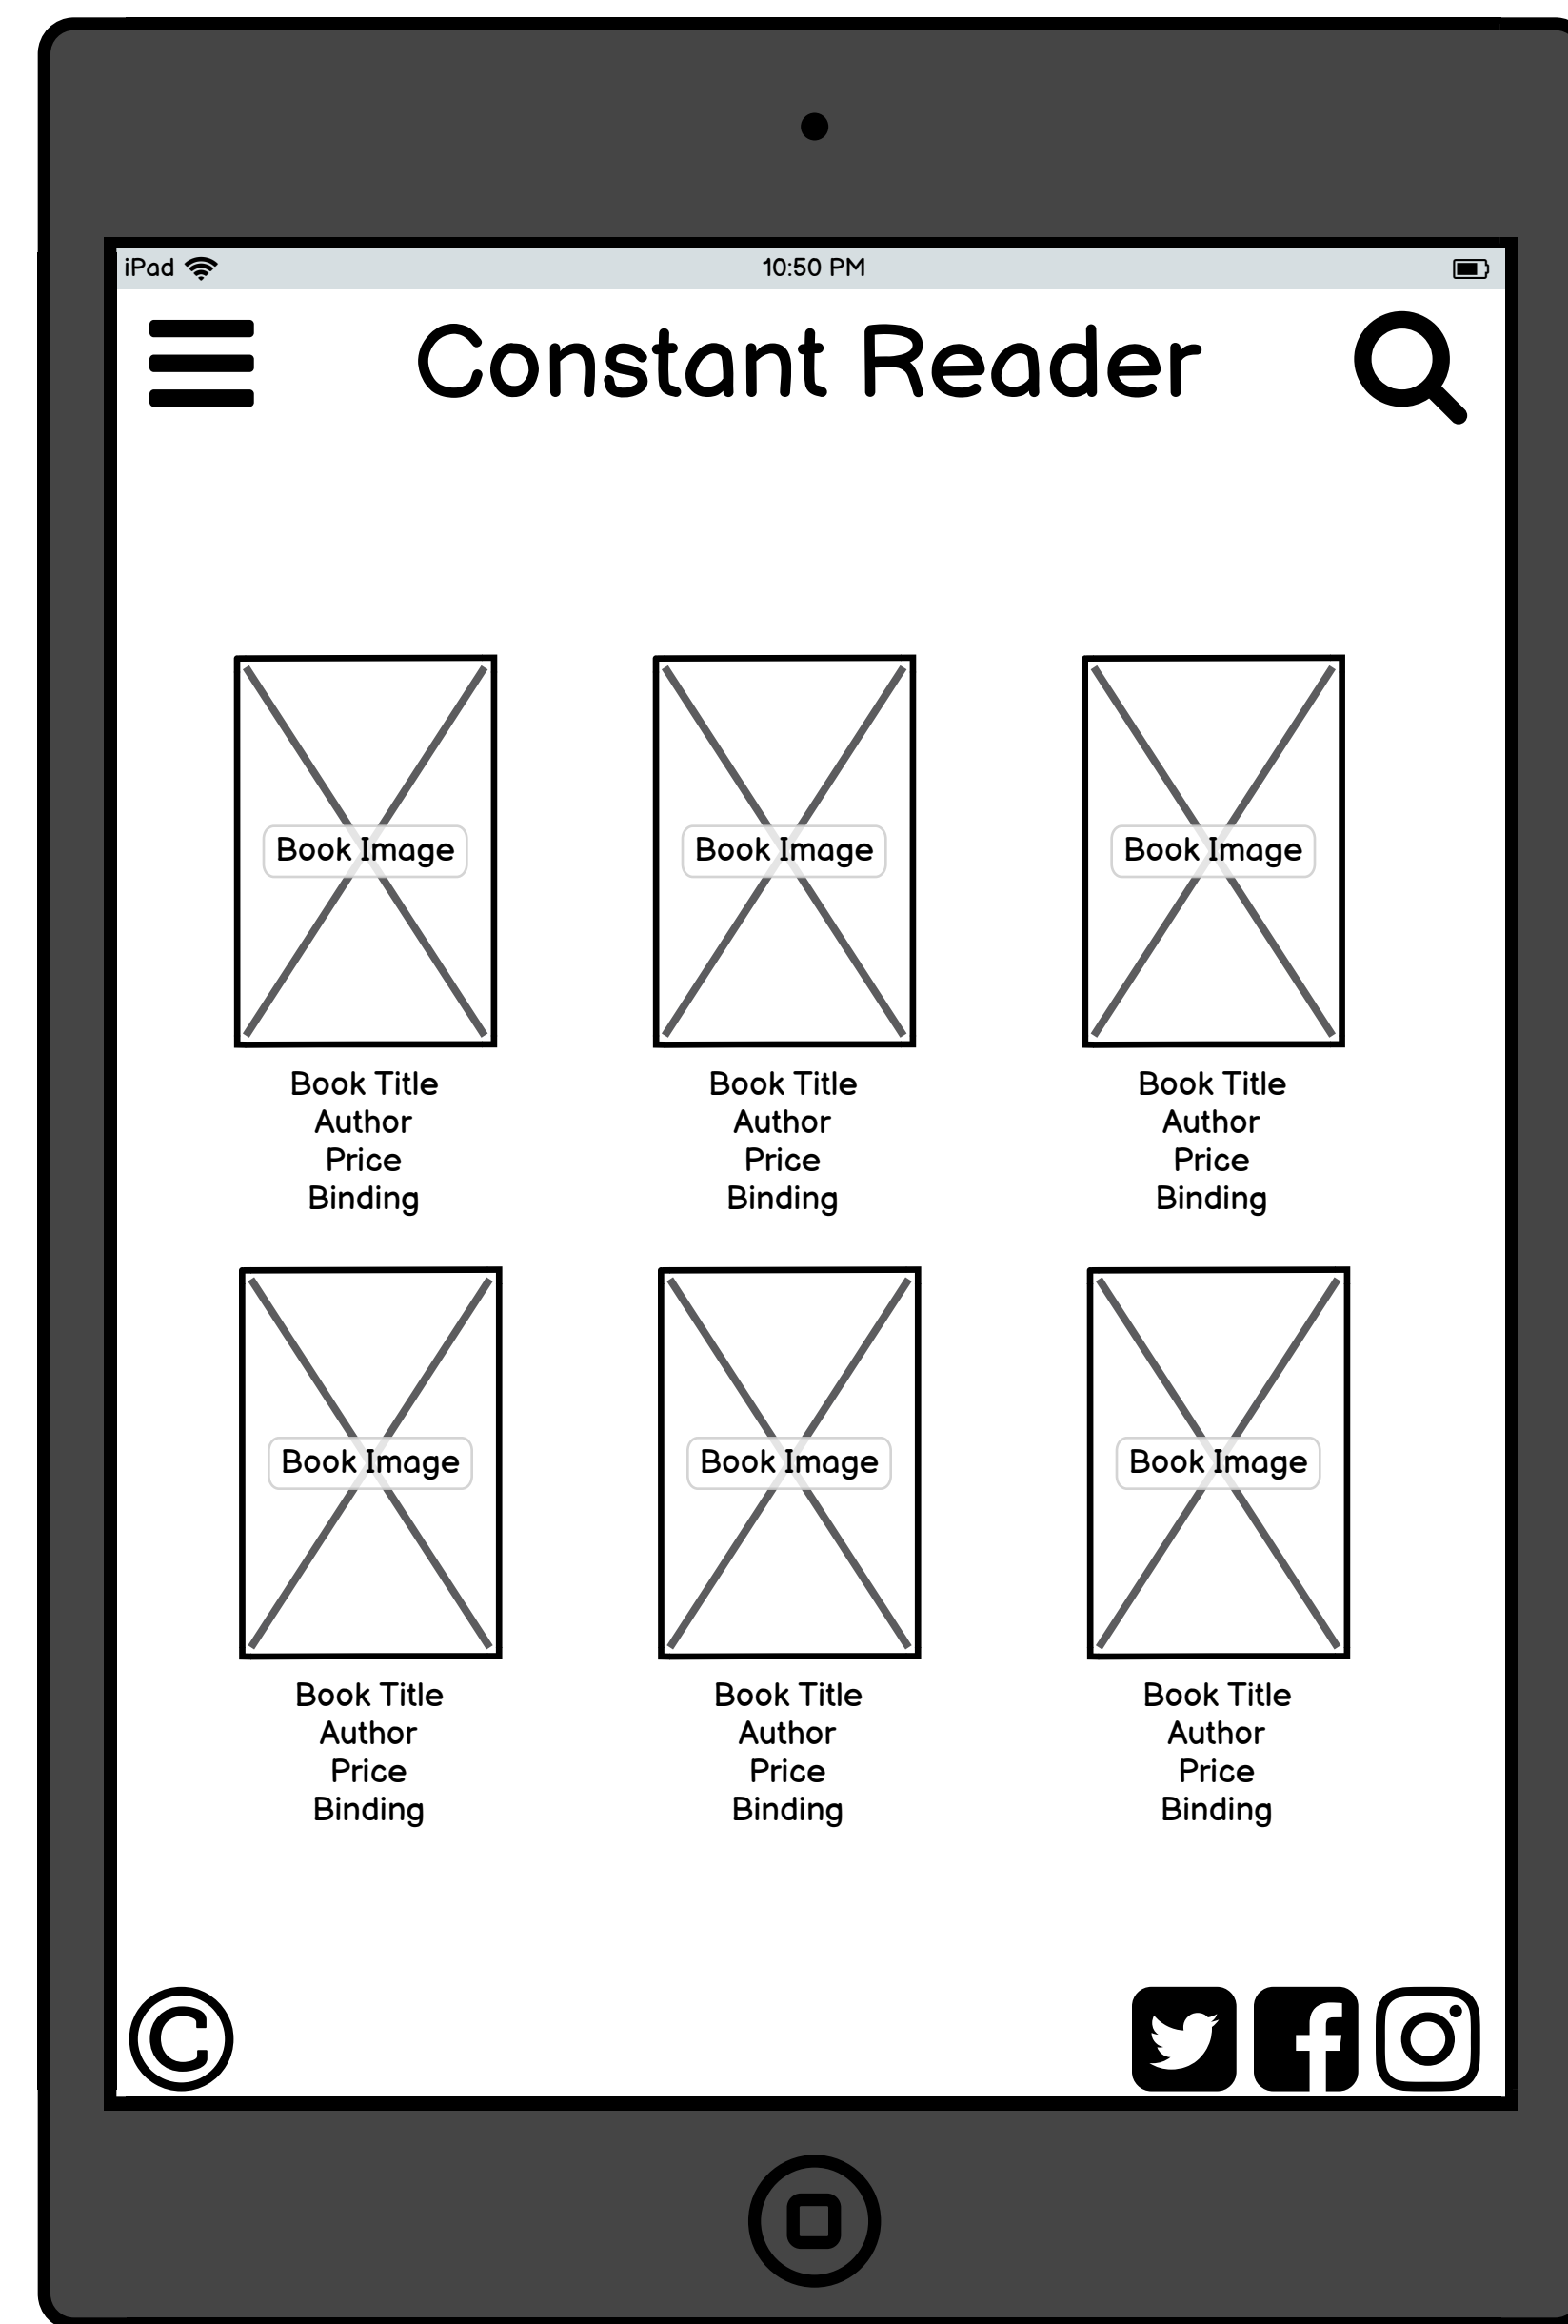 iPad 10:50 PM
Constant Reader
Book Image Book Image Book Image
Book Title Book Title Book Title
Author Author Author
Price Price Price
Binding Binding Binding
Book Image Book Image Book Image
Book Title Book Title Book Title
Author Author Author
Price Price Price
Binding Binding Binding
©